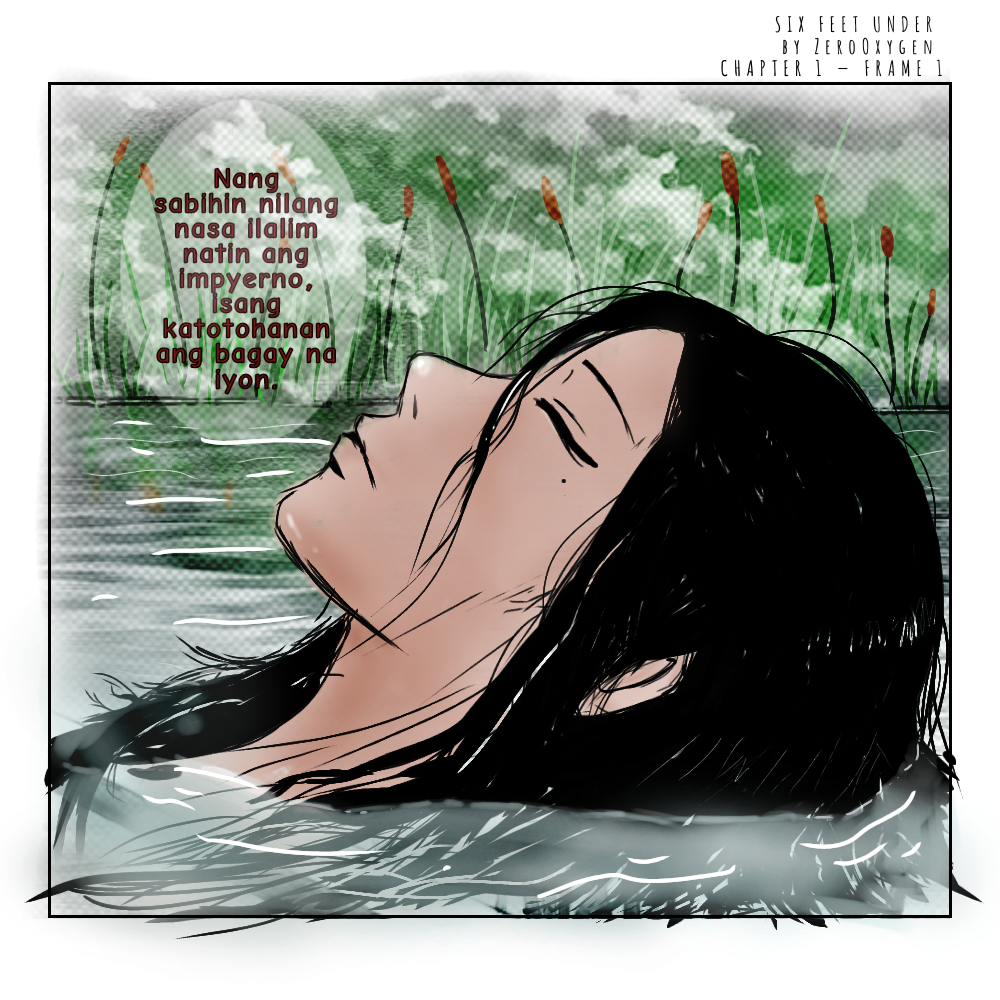 SIX FEET UNDER
BY ZEROOXYGEN
CHAPTER 1 – FRAME 1
Nang
sabihin nilang
nasa ilalim
natin ang
impyerno,
isang
katotohanan
ang bagay na
iyon.